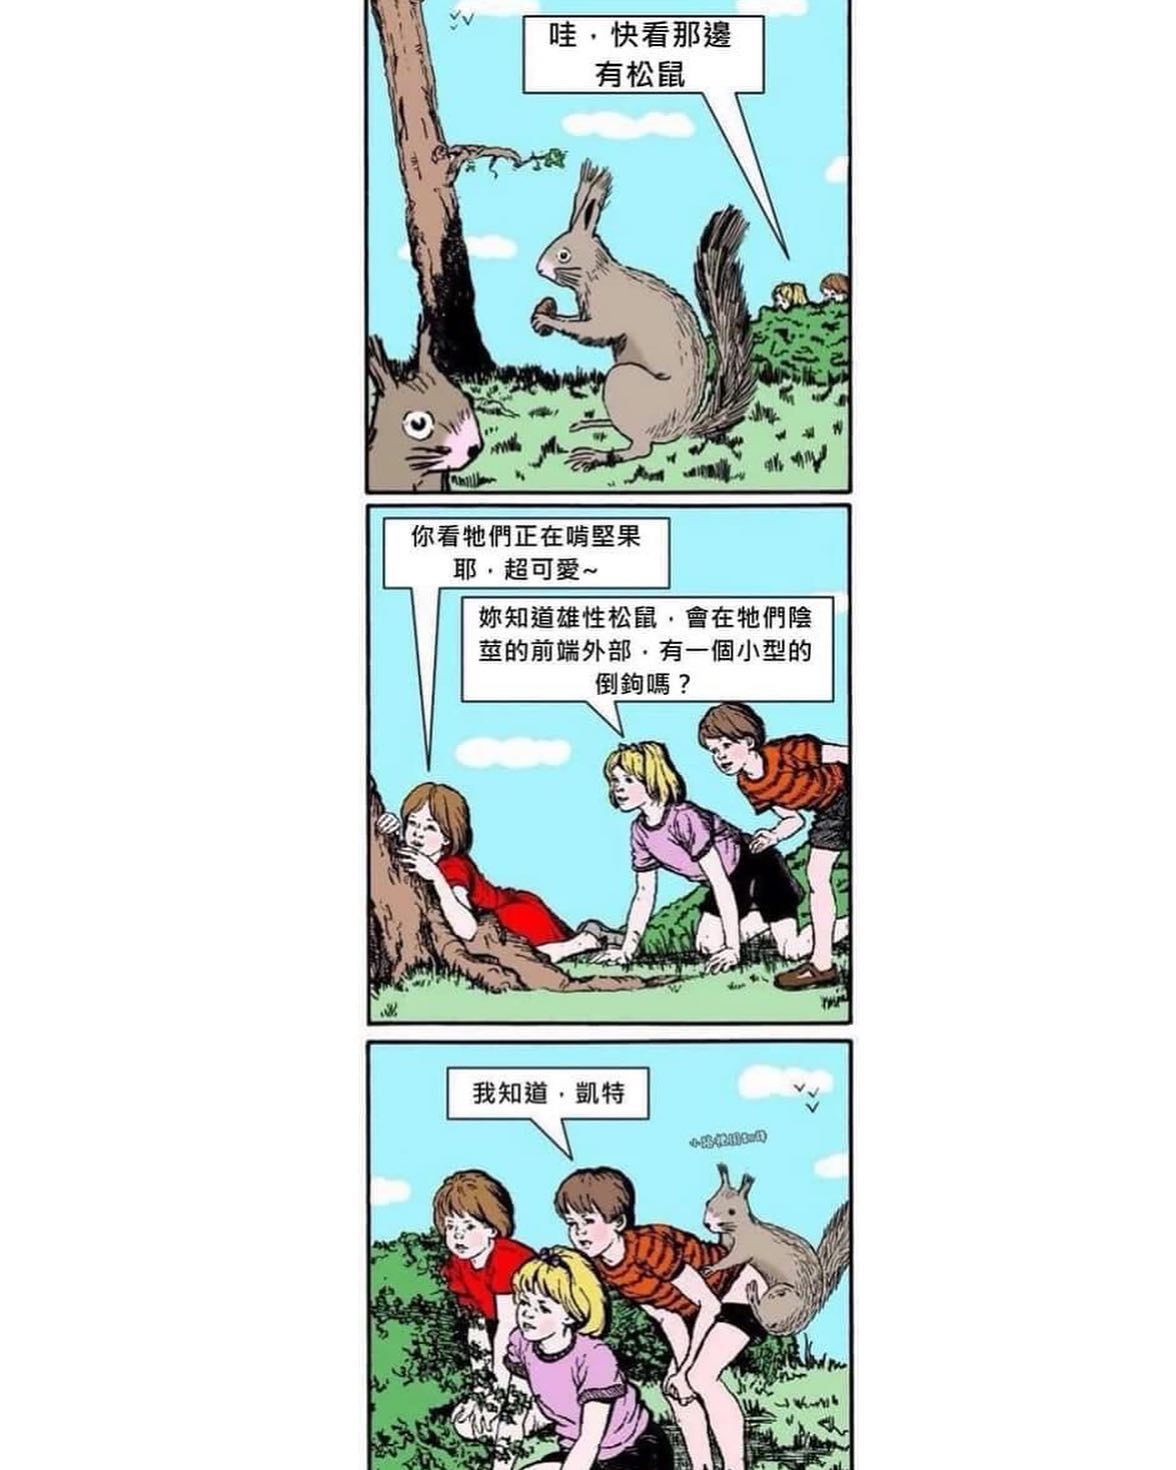 哇，快看那邊
有松鼠
你看牠們正在啃堅果
耶，超可愛~
妳知道雄性松鼠，會在牠們陰
莖的前端外部，有一個小型的
倒鉤嗎？
我知道，凱特